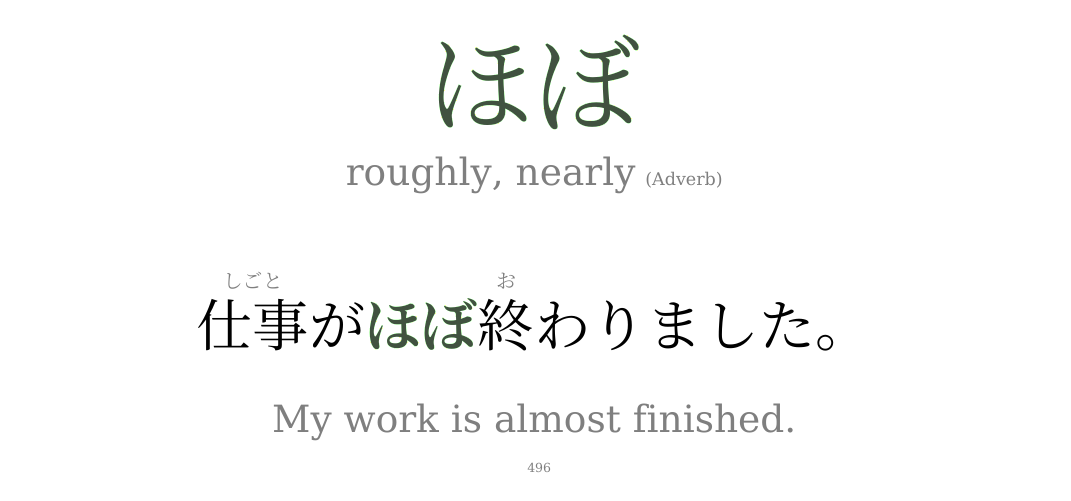 ほぼ
roughly, nearly (Adverb)
しごと お
仕事がほぼ終わりました。
My work is almost finished.
496